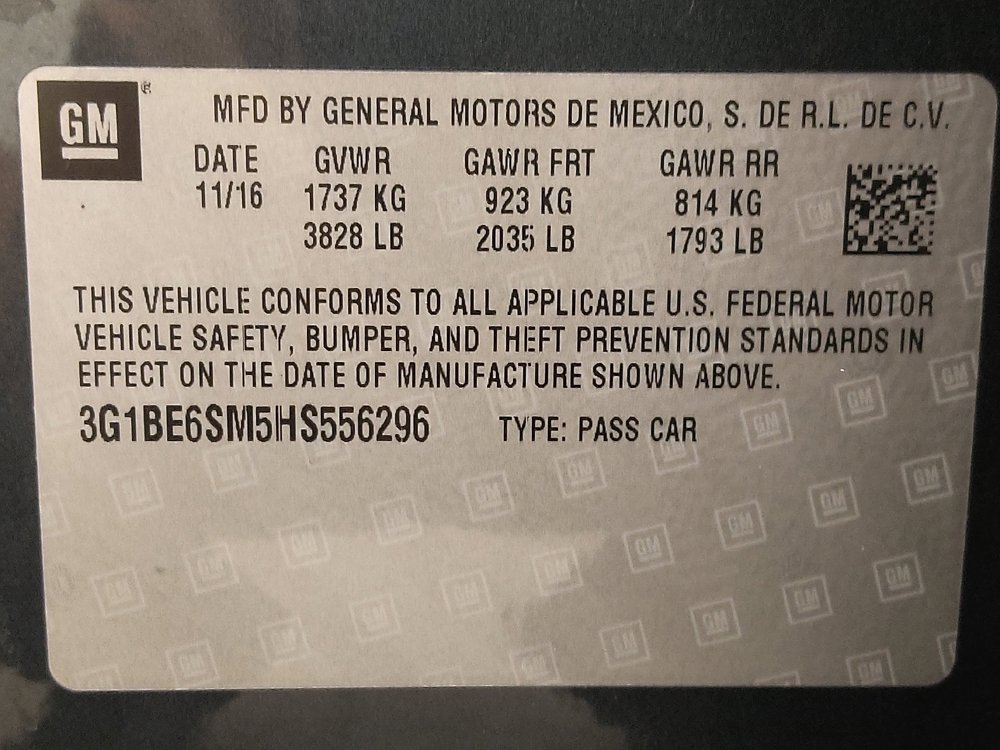 GM ®
MFD BY GENERAL MOTORS DE MEXICO, S. DE R.L. DE C.V.
DATE GVWR GAWR FRT GAWR RR
11/16 1737 KG 923 KG 814 KG
3828 LB 2035 LB 1793 LB
THIS VEHICLE CONFORMS TO ALL APPLICABLE U.S. FEDERAL MOTOR
VEHICLE SAFETY, BUMPER, AND THEFT PREVENTION STANDARDS IN
EFFECT ON THE DATE OF MANUFACTURE SHOWN ABOVE.
3G1BE6SM5HS556296 TYPE: PASS CAR